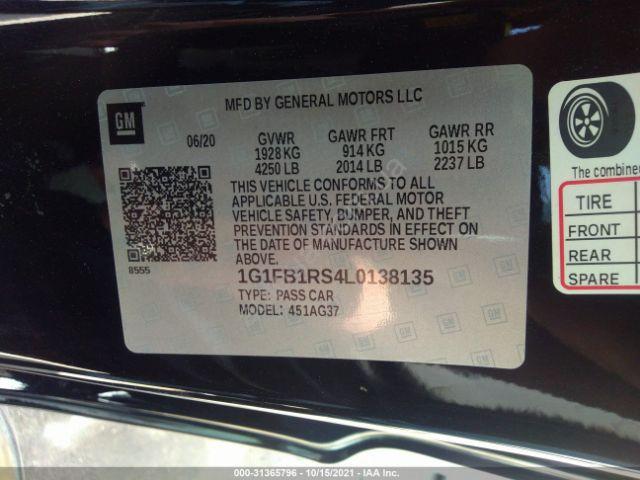 GM
MFD BY GENERAL MOTORS LLC
06/20 GVWR GAWR FRT GAWR RR
1928 KG 914 KG 1015 KG
4250 LB 2014 LB 2237 LB
THIS VEHICLE CONFORMS TO ALL
APPLICABLE U.S. FEDERAL MOTOR
VEHICLE SAFETY, BUMPER, AND THEFT
PREVENTION STANDARDS IN EFFECT ON
THE DATE OF MANUFACTURE SHOWN
ABOVE.
8555
1G1FB1RS4L0138135
TYPE: PASS CAR
MODEL: 451AG37
The combined
TIRE
FRONT
REAR
SPARE
000-31365796 - 10/15/2021 - IAA Inc.